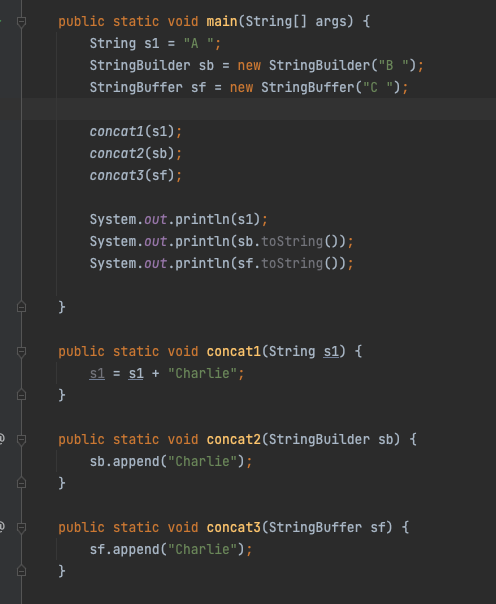 public static void main(String[] args) {
String s1 = "A ";
StringBuilder sb = new StringBuilder("B ");
StringBuffer sf = new StringBuffer("C ");
concat1(s1);
concat2(sb);
concat3(sf);
System.out.println(s1);
System.out.println(sb.toString());
System.out.println(sf.toString());
}
public static void concat1(String s1) {
s1 = s1 + "Charlie";
}
@ public static void concat2(StringBuilder sb) {
sb.append("Charlie");
}
@ public static void concat3(StringBuffer sf) {
sf.append("Charlie");
}